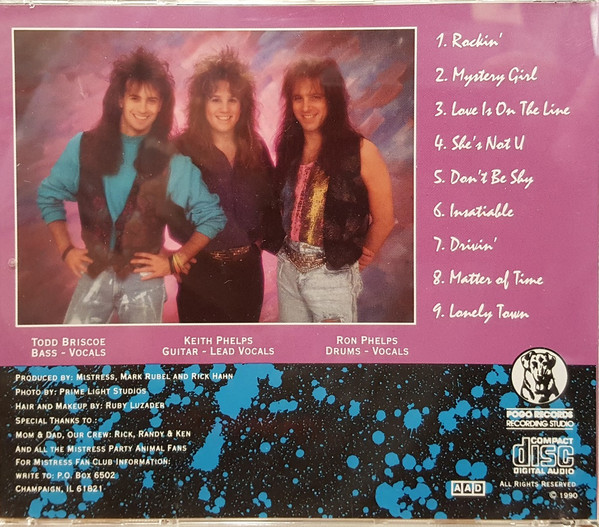 1. Rockin'
2. Mystery Girl
3. Love Is On The Line
4. She's Not U
5. Don't Be Shy
6. Insatiable
7. Drivin'
8. Matter of Time
9. Lonely Town
Todd Briscoe
Bass - Vocals
Keith Phelps
Guitar - Lead Vocals
Ron Phelps
Drums - Vocals
Produced by: Mistress, Mark Rubel and Rick Hahn
Photo by: Prime Light Studios
Hair and Makeup by: Ruby Luzader
Special Thanks to :
Mom & Dad, Our Crew: Rick, Randy & Ken
And all the Mistress Party Animal Fans
For Mistress Fan Club Information:
write to: P.O. Box 6502
Champaign, IL 61821
POGO RECORDS
RECORDING STUDIO
COMPACT
disc
DIGITAL AUDIO
AAD
All Rights Reserved
© 1990